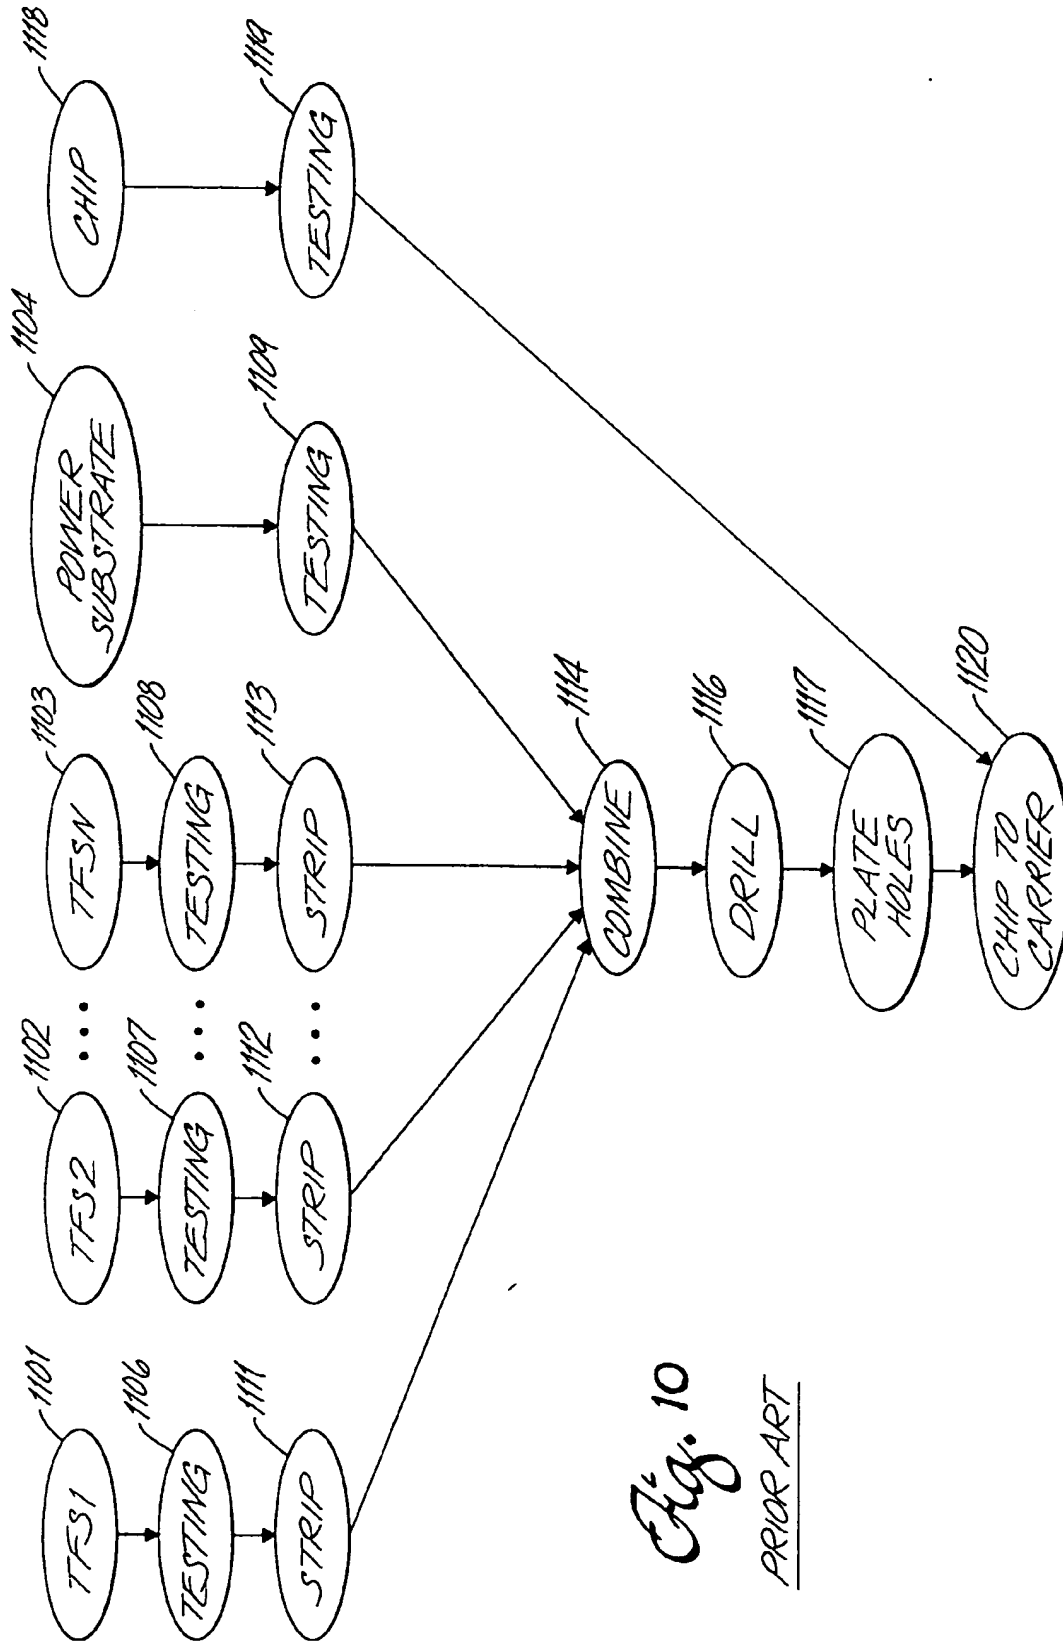 1101
TFS1
1106
TESTING
1111
STRIP
1102
TFS2
1107
TESTING
1112
STRIP
1103
TFSN
1108
TESTING
1113
STRIP
1104
POWER
SUBSTRATE
1109
TESTING
1118
CHIP
1119
TESTING
1114
COMBINE
1116
DRILL
1117
PLATE
HOLES
1120
CHIP TO
CARRIER
Fig. 10
PRIOR ART